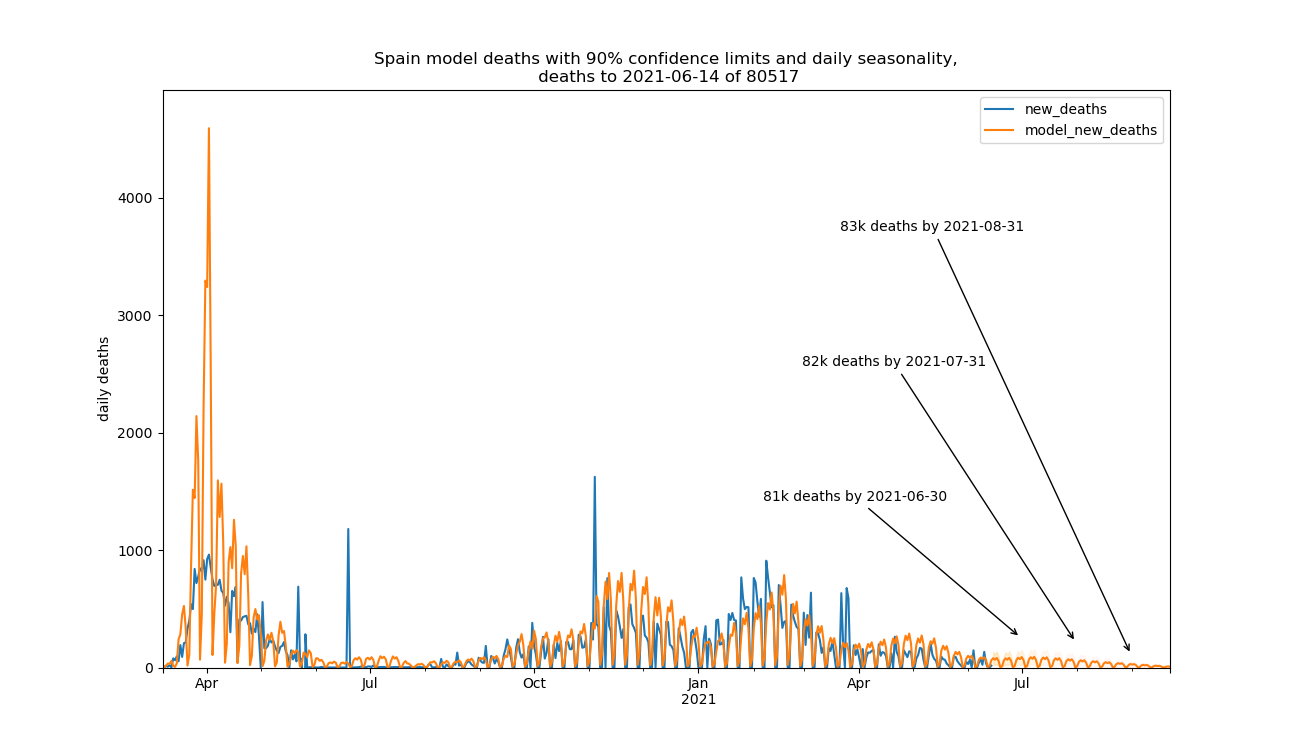 Spain model deaths with 90% confidence limits and daily seasonality,
deaths to 2021-06-14 of 80517
new_deaths
model_new_deaths
daily deaths
4000
3000
2000
1000
0
83k deaths by 2021-08-31
82k deaths by 2021-07-31
81k deaths by 2021-06-30
Apr
Jul
Oct
Jan
2021
Apr
Jul